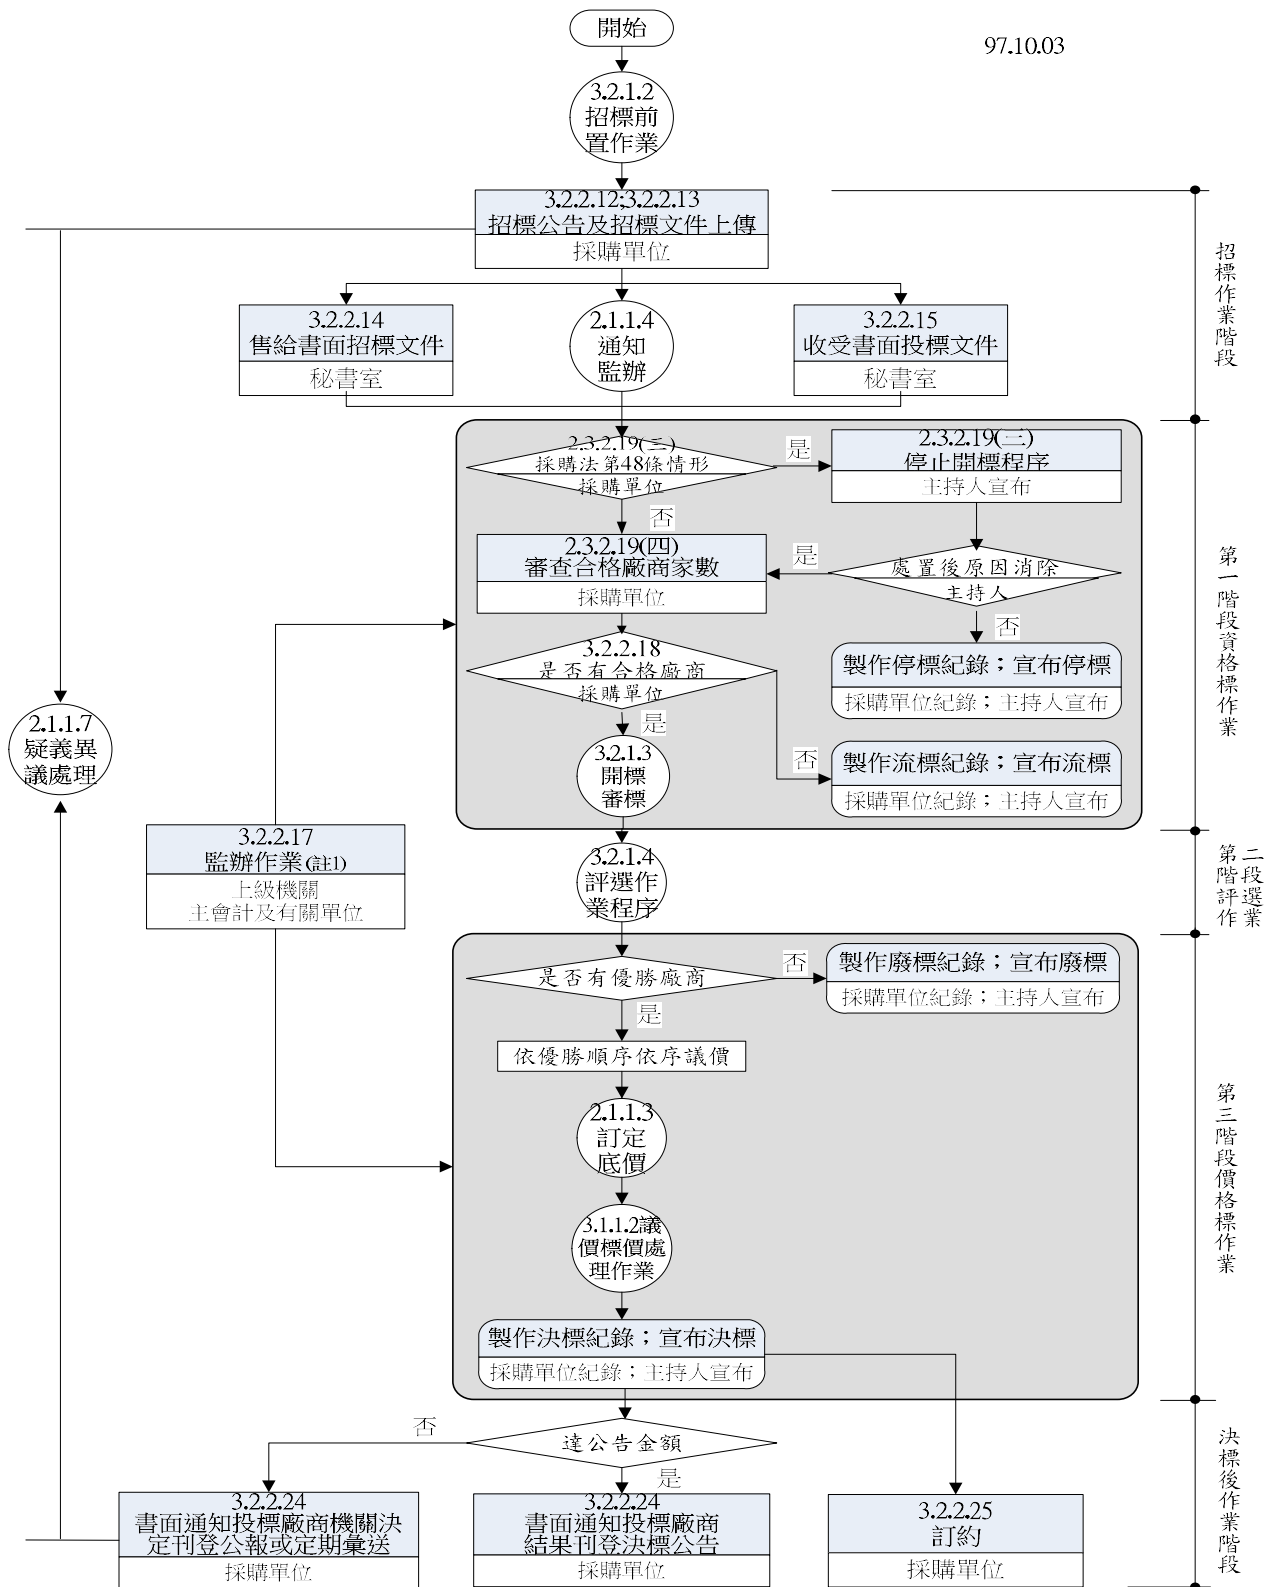 開始
97.10.03
3.2.1.2
招標前
置作業
3.2.2.12;3.2.2.13
招標公告及招標文件上傳
採購單位
招標作業階段
3.2.2.14
售給書面招標文件
秘書室
2.1.1.4
通知
監辦
3.2.2.15
收受書面投標文件
秘書室
2.3.2.19(三)
採購法第48條情形
採購單位
是
2.3.2.19(三)
停止開標程序
主持人宣布
否
2.3.2.19(四)
審查合格廠商家數
採購單位
是
處置後原因消除
主持人
否
第一階段資格標作業
3.2.2.18
是否有合格廠商
採購單位
製作停標紀錄；宣布停標
採購單位紀錄；主持人宣布
是
2.1.1.7
疑義異
議處理
3.2.1.3
開標
審標
否
製作流標紀錄；宣布流標
採購單位紀錄；主持人宣布
3.2.2.17
監辦作業(註1)
上級機關
主會計及有關單位
3.2.1.4
評選作
業程序
第二
階段
評選
作業
是否有優勝廠商
否
製作廢標紀錄；宣布廢標
採購單位紀錄；主持人宣布
是
依優勝順序依序議價
2.1.1.3
訂定
底價
第三階段價格標作業
3.1.1.2議
價標價處
理作業
製作決標紀錄；宣布決標
採購單位紀錄；主持人宣布
否
達公告金額
是
決標後作業階段
3.2.2.24
書面通知投標廠商機關決
定刊登公報或定期彙送
採購單位
3.2.2.24
書面通知投標廠商
結果刊登決標公告
採購單位
3.2.2.25
訂約
採購單位